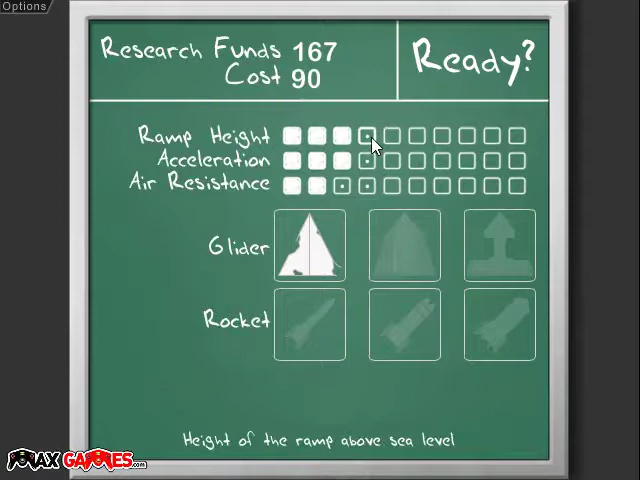 Options
Research Funds 167
Cost 90
Ready?
Ramp Height
Acceleration
Air Resistance
Glider
Rocket
Height of the ramp above sea level
MAX GAMES.com